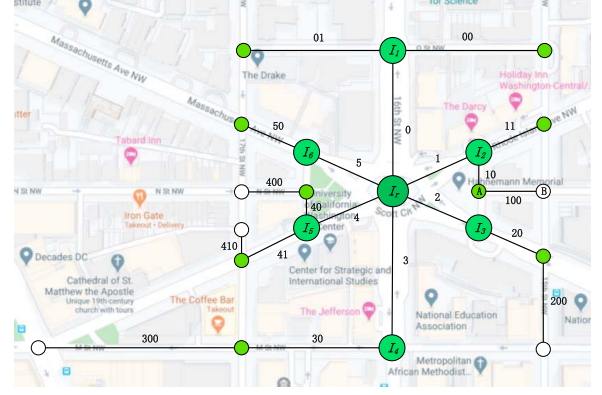 stitute
for Science
01
00
O St NW
The Drake
Holiday Inn
Washington-Central/
Massachusetts Ave NW
I1
16th St NW
The Darcy
11
50
0
Tabard Inn
17th St NW
I6
5
1
I2
10
Hahnemann Memorial
400
N St NW
N St NW
Ir
A
B
100
University
of California
Washington
Center
40
2
Scott Cir NW
Iron Gate
Takeout • Delivery
4
I5
I3
20
410
41
Decades DC
Cathedral of St.
Matthew the Apostle
Unique 19th-century
church with tours
Center for Strategic and
International Studies
3
200
The Coffee Bar
Takeout
The Jefferson
National Education
Association
Nation
300
30
I4
M St NW
M St NW
Metropolitan
African Methodist...